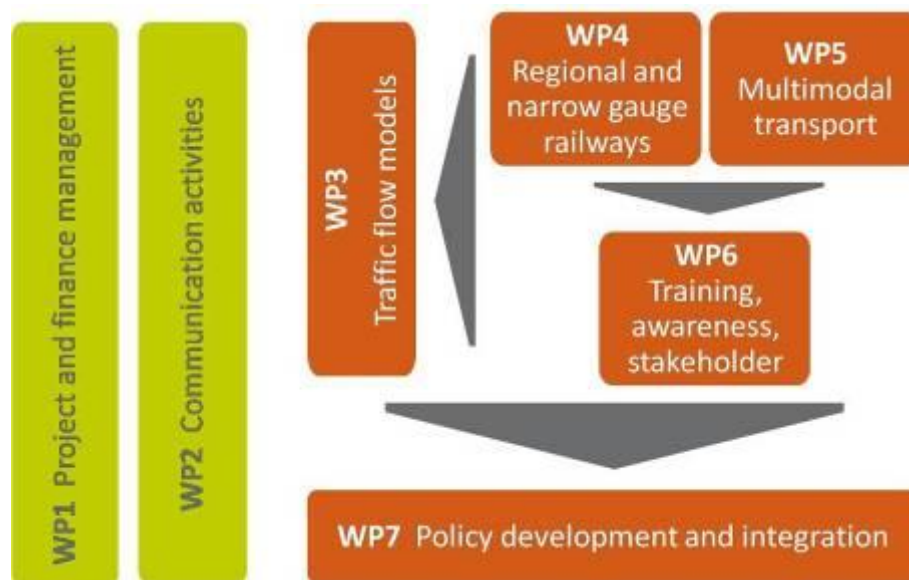 WP1 Project and finance management
WP2 Communication activities
WP3
Traffic flow models
WP4
Regional and
narrow gauge
railways
WP5
Multimodal
transport
WP6
Training,
awareness,
stakeholder
WP7 Policy development and integration